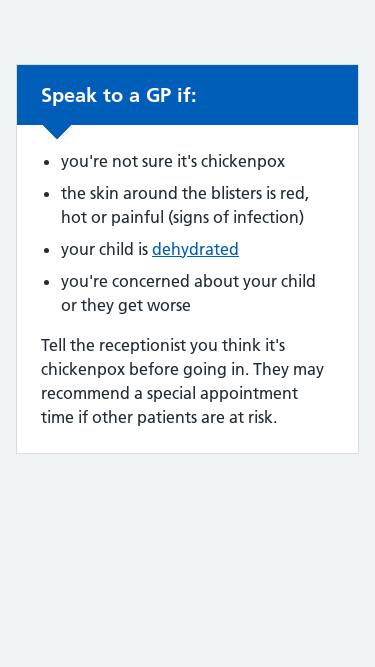 Speak to a GP if:
you're not sure it's chickenpox
the skin around the blisters is red,
hot or painful (signs of infection)
your child is dehydrated
you're concerned about your child
or they get worse
Tell the receptionist you think it's
chickenpox before going in. They may
recommend a special appointment
time if other patients are at risk.